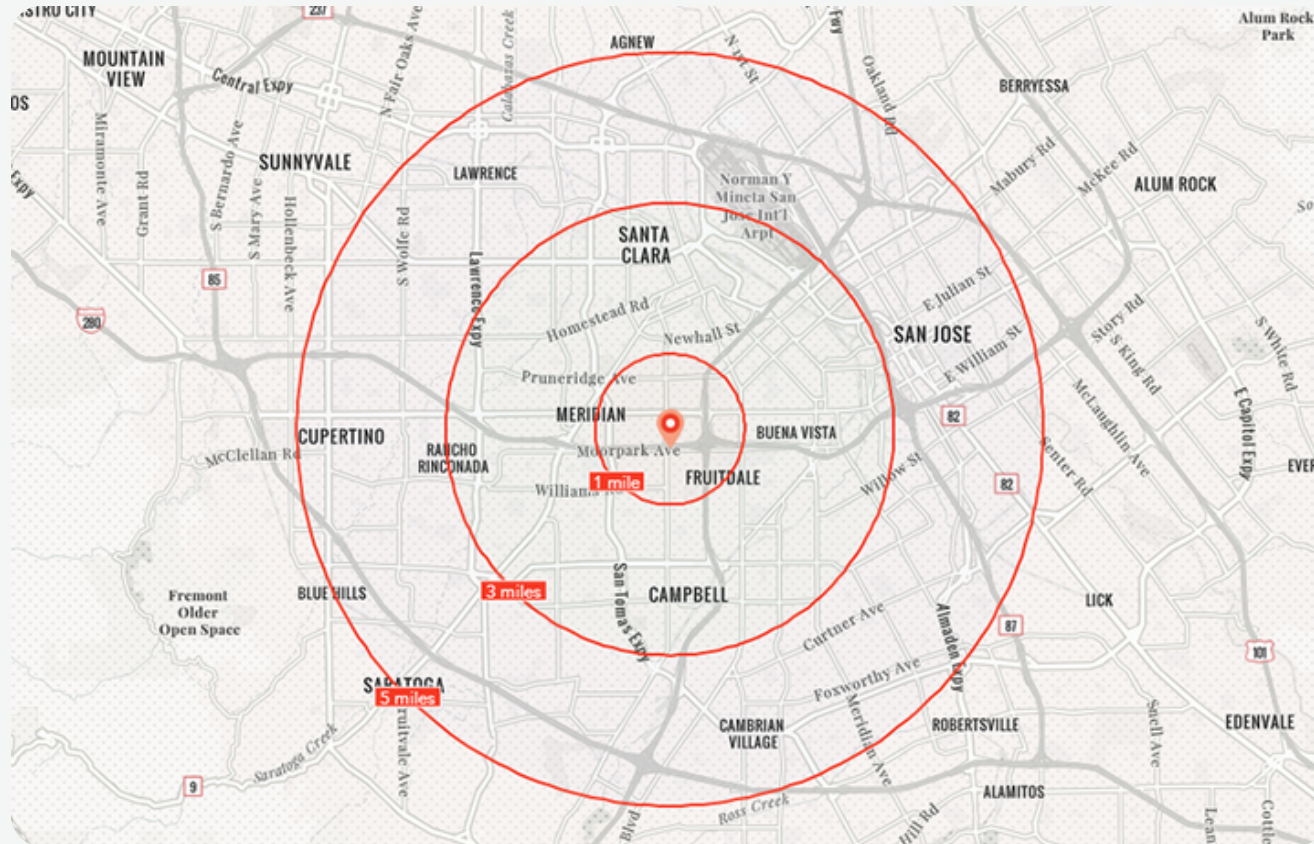 237
AGNEW
Alum Rock
Park
MOUNTAIN
VIEW
Central Expy
N Fair Oaks Ave
Calabazas Creek
Oakland Rd
BERRYESSA
Miramonte Ave
Grant Rd
S Bernardo Ave
S Mary Ave
SUNNYVALE
Hollenbeck Ave
LAWRENCE
Norman Y
Mineta San
Jose Int'l
Arpt
Mabury Rd
McKee Rd
ALUM ROCK
S Wolfe Rd
SANTA
CLARA
Lawrence Expy
85
280
Homestead Rd
Newhall St
E Julian St
SAN JOSE
E William St
Story Rd
S King Rd
S White Rd
Pruneridge Ave
MERIDIAN
CUPERTINO
BUENA VISTA
82
McLaughlin Ave
E Capitol Expy
McClellan Rd
RANCHO
RINCONADA
Moorpark Ave
1 mile
FRUITDALE
Williams Rd
Willow St
82
Senter Rd
3 miles
San Tomas Expy
CAMPBELL
BLUE HILLS
Fremont
Older
Open Space
LICK
Curtner Ave
Almaden Expy
87
101
SARATOGA
5 miles
Foxworthy Ave
Meridian Ave
CAMBRIAN
VILLAGE
ROBERTSVILLE
Snell Ave
EDENVALE
Saratoga Creek
9
Ross Creek
ALAMITOS
Hill Rd
Blvd